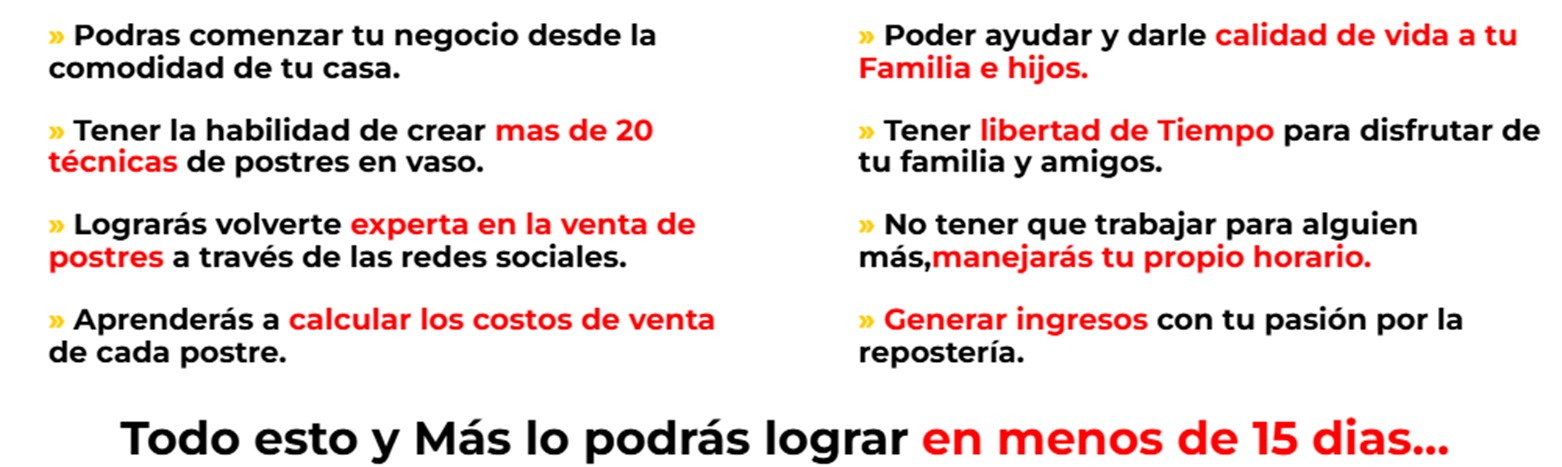 » Podras comenzar tu negocio desde la
comodidad de tu casa.
» Tener la habilidad de crear mas de 20
técnicas de postres en vaso.
» Lograrás volverte experta en la venta de
postres a través de las redes sociales.
» Aprenderás a calcular los costos de venta
de cada postre.
» Poder ayudar y darle calidad de vida a tu
Familia e hijos.
» Tener libertad de Tiempo para disfrutar de
tu familia y amigos.
» No tener que trabajar para alguien
más,manejarás tu propio horario.
» Generar ingresos con tu pasión por la
repostería.
Todo esto y Más lo podrás lograr en menos de 15 dias...